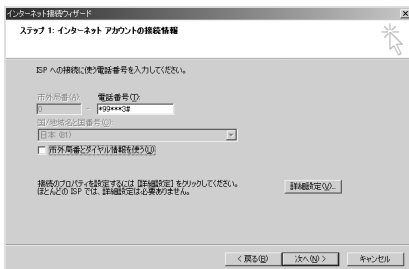 インターネット接続ウィザード
ステップ 1: インターネット アカウントの接続情報
ISP への接続に使う電話番号を入力してください。
市外局番(A): 電話番号(T):
0 - *99***3#
国/地域名と国番号(O):
日本 (81)
市外局番とダイヤル情報を使う(U)
接続のプロパティを設定するには [詳細設定] をクリックしてください。
ほとんどの ISP では、詳細設定は必要ありません。
詳細設定(V)...
< 戻る(B) 次へ(N) > キャンセル